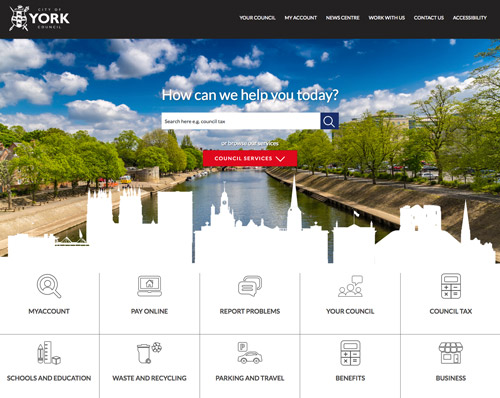 CITY OF
YORK
COUNCIL
YOUR COUNCIL MY ACCOUNT NEWS CENTRE WORK WITH US CONTACT US ACCESSIBILITY
How can we help you today?
Search here e.g. council tax
or browse our services
COUNCIL SERVICES
MYACCOUNT PAY ONLINE REPORT PROBLEMS YOUR COUNCIL COUNCIL TAX
SCHOOLS AND EDUCATION WASTE AND RECYCLING PARKING AND TRAVEL BENEFITS BUSINESS